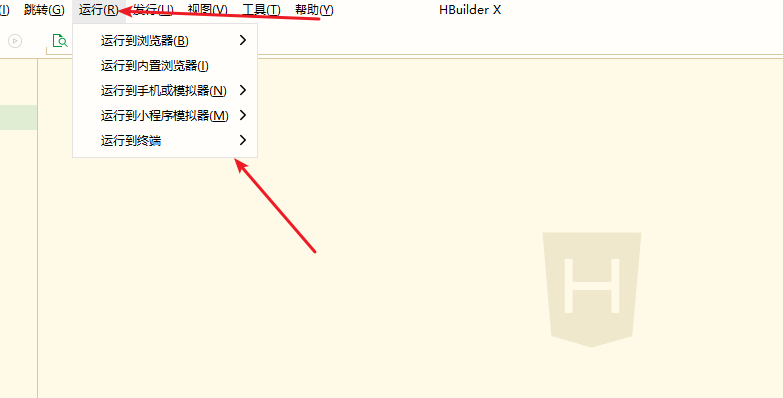 (I) 跳转(G) 运行(R) 发行(U) 视图(V) 工具(T) 帮助(Y) HBuilder X
运行到浏览器(B)
运行到内置浏览器(I)
运行到手机或模拟器(N)
运行到小程序模拟器(M)
运行到终端
H